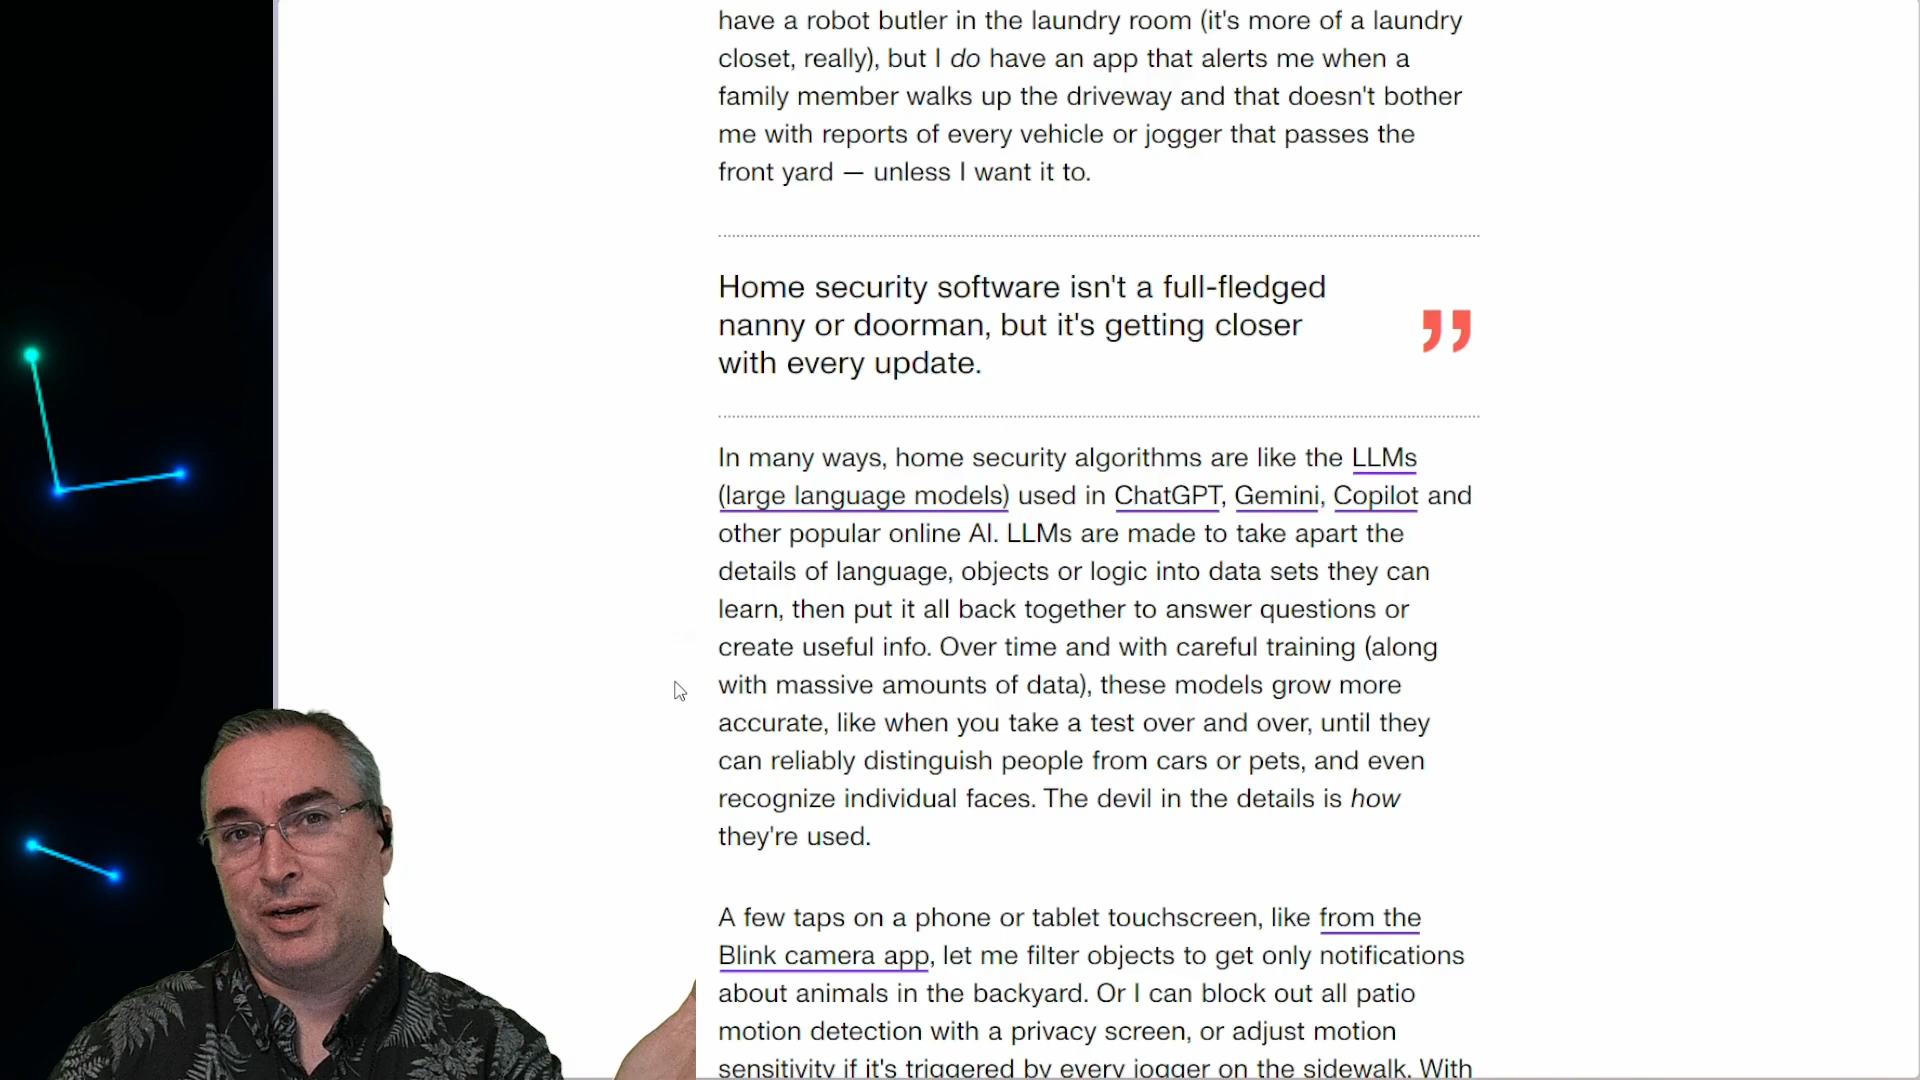 have a robot butler in the laundry room (it's more of a laundry
closet, really), but I do have an app that alerts me when a
family member walks up the driveway and that doesn't bother
me with reports of every vehicle or jogger that passes the
front yard — unless I want it to.
Home security software isn't a full-fledged
nanny or doorman, but it's getting closer
with every update.
”
In many ways, home security algorithms are like the LLMs
(large language models) used in ChatGPT, Gemini, Copilot and
other popular online AI. LLMs are made to take apart the
details of language, objects or logic into data sets they can
learn, then put it all back together to answer questions or
create useful info. Over time and with careful training (along
with massive amounts of data), these models grow more
accurate, like when you take a test over and over, until they
can reliably distinguish people from cars or pets, and even
recognize individual faces. The devil in the details is how
they're used.
A few taps on a phone or tablet touchscreen, like from the
Blink camera app, let me filter objects to get only notifications
about animals in the backyard. Or I can block out all patio
motion detection with a privacy screen, or adjust motion
sensitivity if it's triggered by every jogger on the sidewalk. With